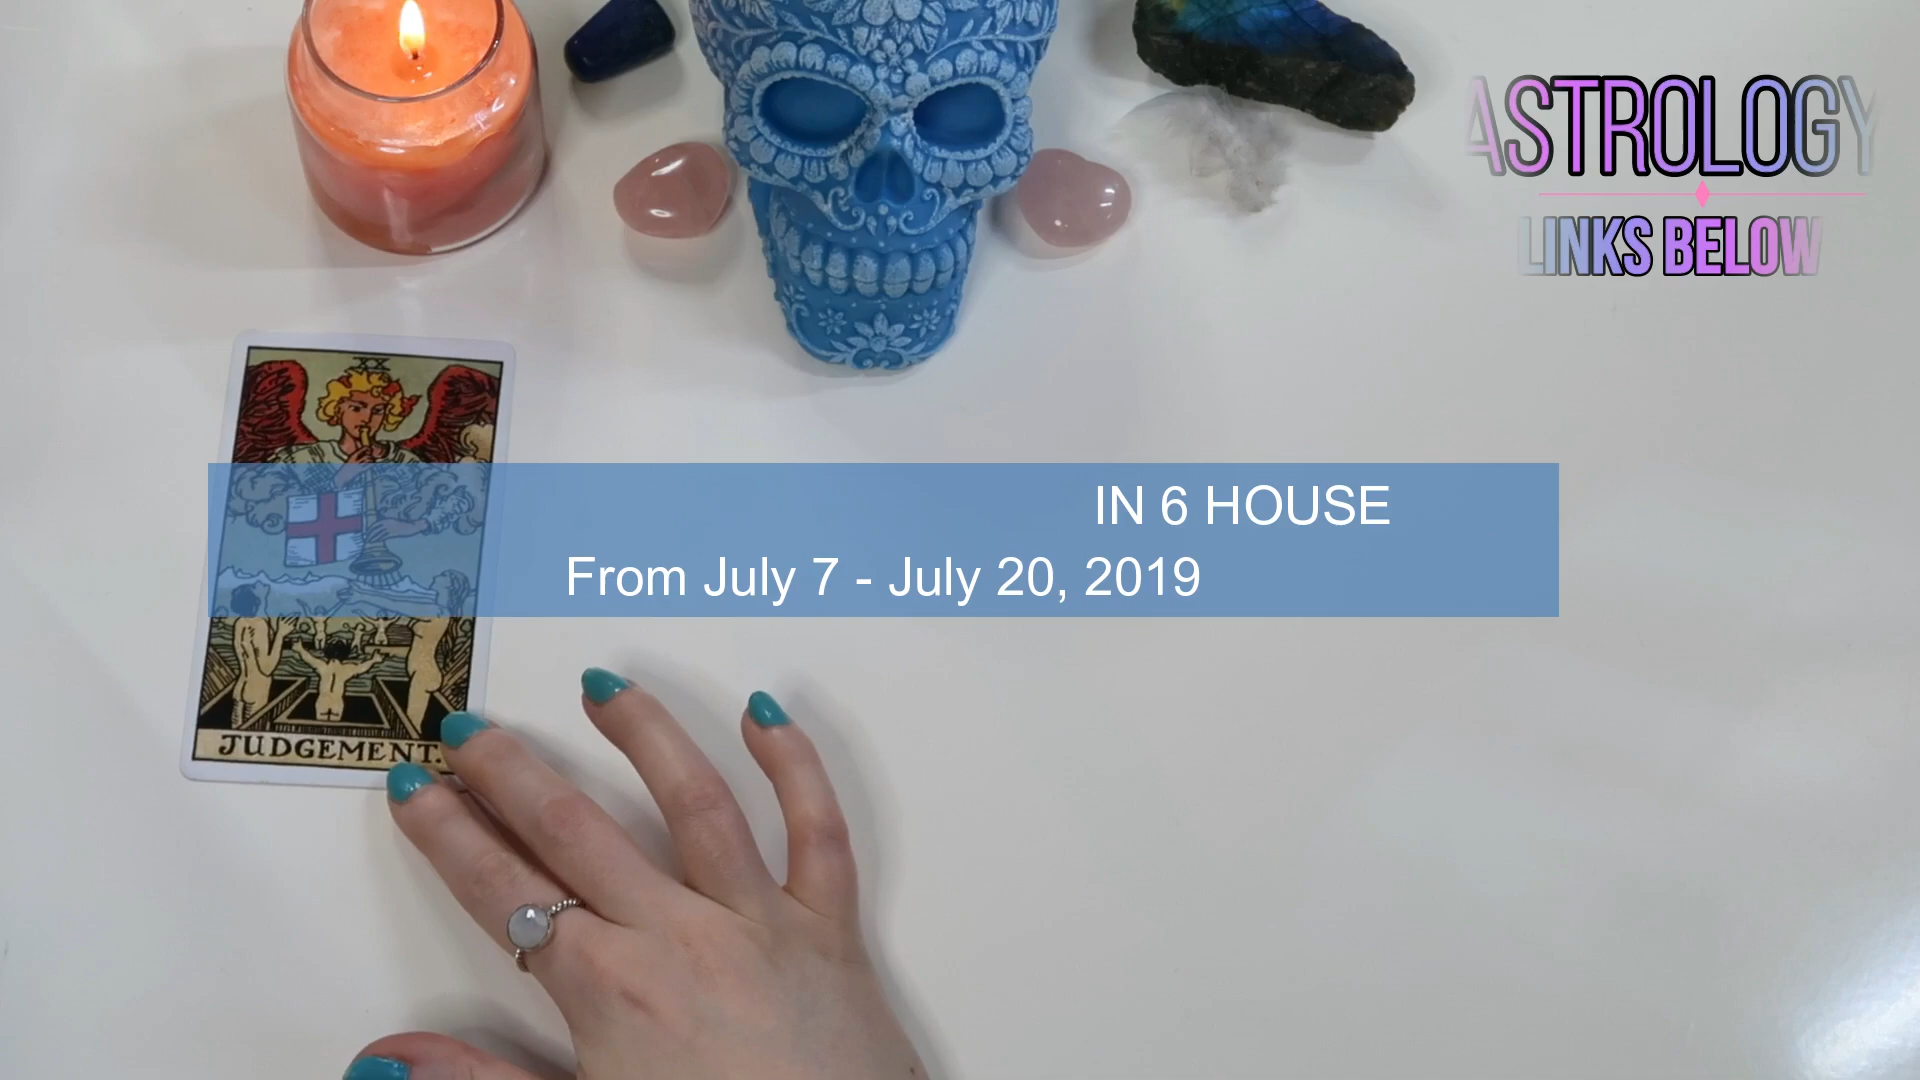 ASTROLOGY
LINKS BELOW
XX
IN 6 HOUSE
From July 7 - July 20, 2019
JUDGEMENT.